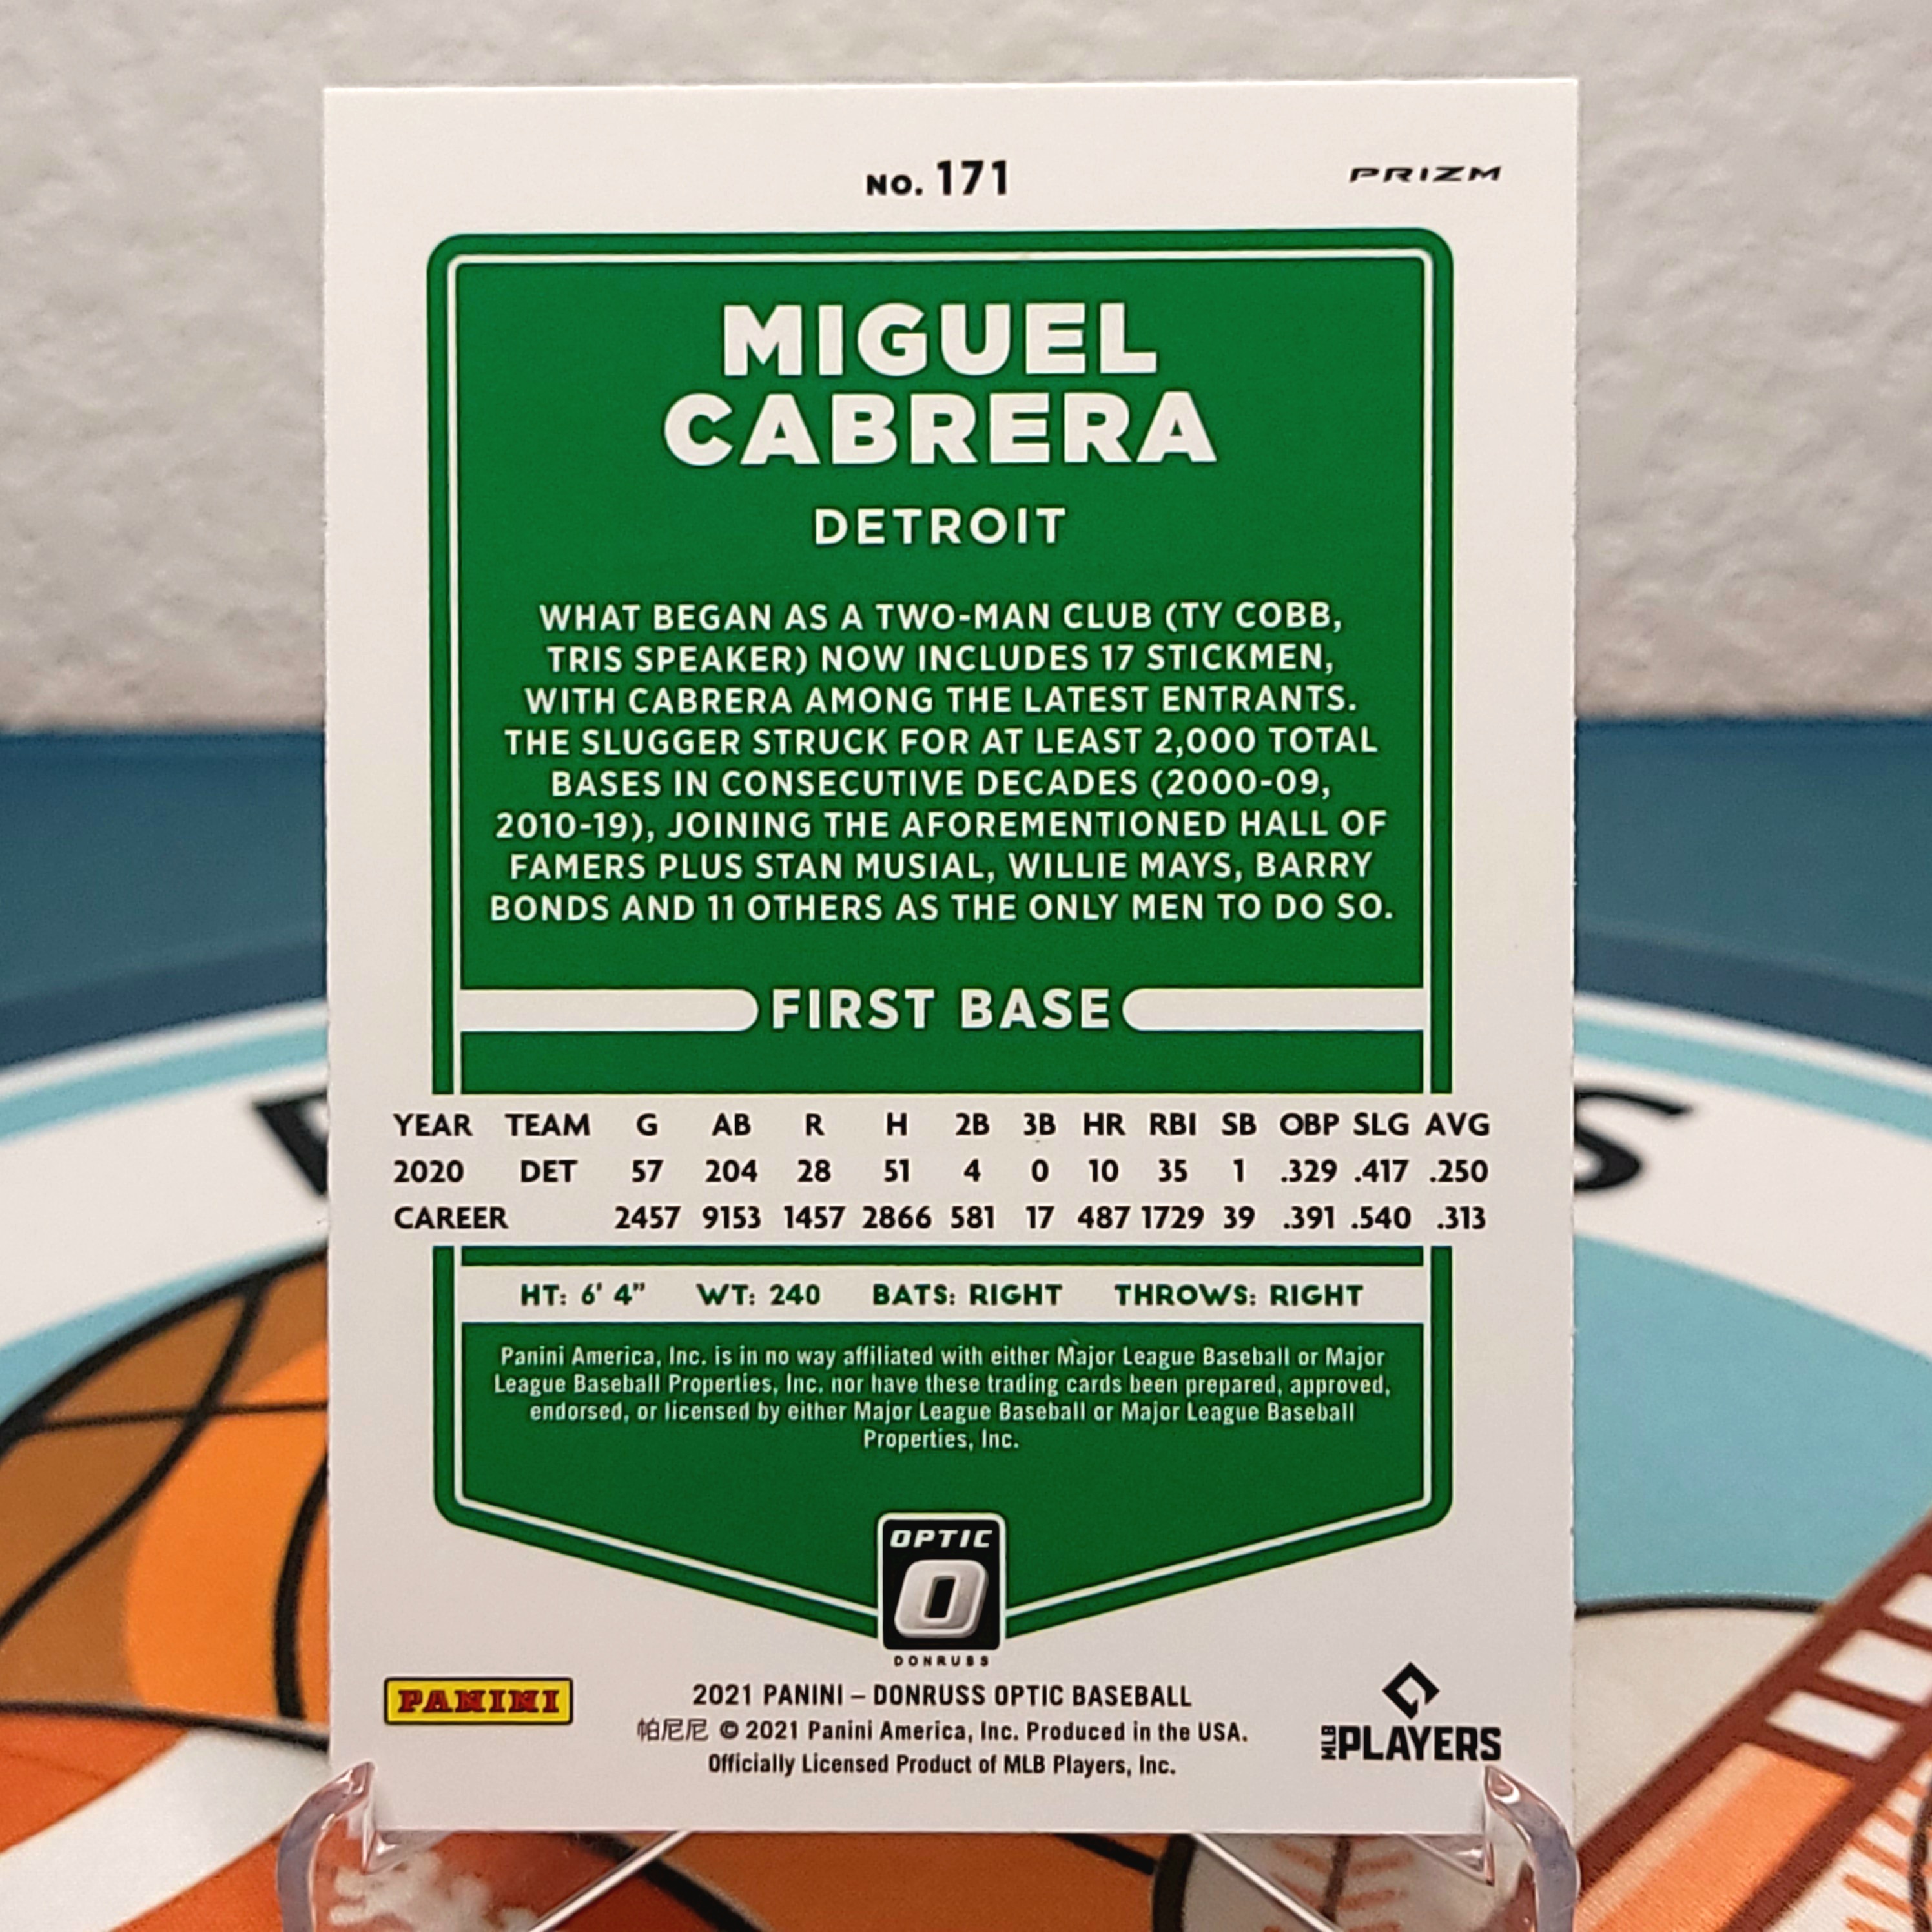 NO. 171
PRIZM
MIGUEL
CABRERA
DETROIT
WHAT BEGAN AS A TWO-MAN CLUB (TY COBB,
TRIS SPEAKER) NOW INCLUDES 17 STICKMEN,
WITH CABRERA AMONG THE LATEST ENTRANTS.
THE SLUGGER STRUCK FOR AT LEAST 2,000 TOTAL
BASES IN CONSECUTIVE DECADES (2000-09,
2010-19), JOINING THE AFOREMENTIONED HALL OF
FAMERS PLUS STAN MUSIAL, WILLIE MAYS, BARRY
BONDS AND 11 OTHERS AS THE ONLY MEN TO DO SO.
FIRST BASE
YEAR TEAM G AB R H 2B 3B HR RBI SB OBP SLG AVG
2020 DET 57 204 28 51 4 0 10 35 1 .329 .417 .250
CAREER 2457 9153 1457 2866 581 17 487 1729 39 .391 .540 .313
HT: 6' 4" WT: 240 BATS: RIGHT THROWS: RIGHT
Panini America, Inc. is in no way affiliated with either Major League Baseball or Major
League Baseball Properties, Inc. nor have these trading cards been prepared, approved,
endorsed, or licensed by either Major League Baseball or Major League Baseball
Properties, Inc.
OPTIC
O
DONRUSS
PANINI
2021 PANINI – DONRUSS OPTIC BASEBALL
帕尼尼 © 2021 Panini America, Inc. Produced in the USA.
Officially Licensed Product of MLB Players, Inc.
MLB PLAYERS